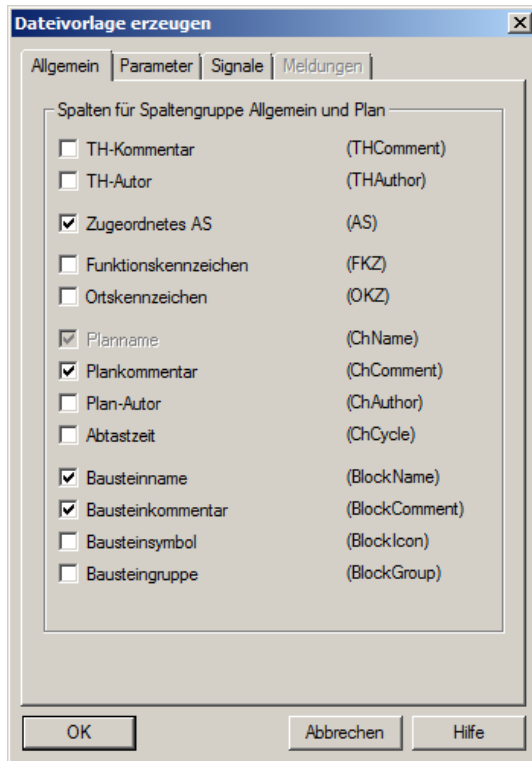 Dateivorlage erzeugen
Allgemein Parameter Signale Meldungen
Spalten für Spaltengruppe Allgemein und Plan
TH-Kommentar (THComment)
TH-Autor (THAuthor)
Zugeordnetes AS (AS)
Funktionskennzeichen (FKZ)
Ortskennzeichen (OKZ)
Planname (ChName)
Plankommentar (ChComment)
Plan-Autor (ChAuthor)
Abtastzeit (ChCycle)
Bausteinname (BlockName)
Bausteinkommentar (BlockComment)
Bausteinsymbol (BlockIcon)
Bausteingruppe (BlockGroup)
OK Abbrechen Hilfe